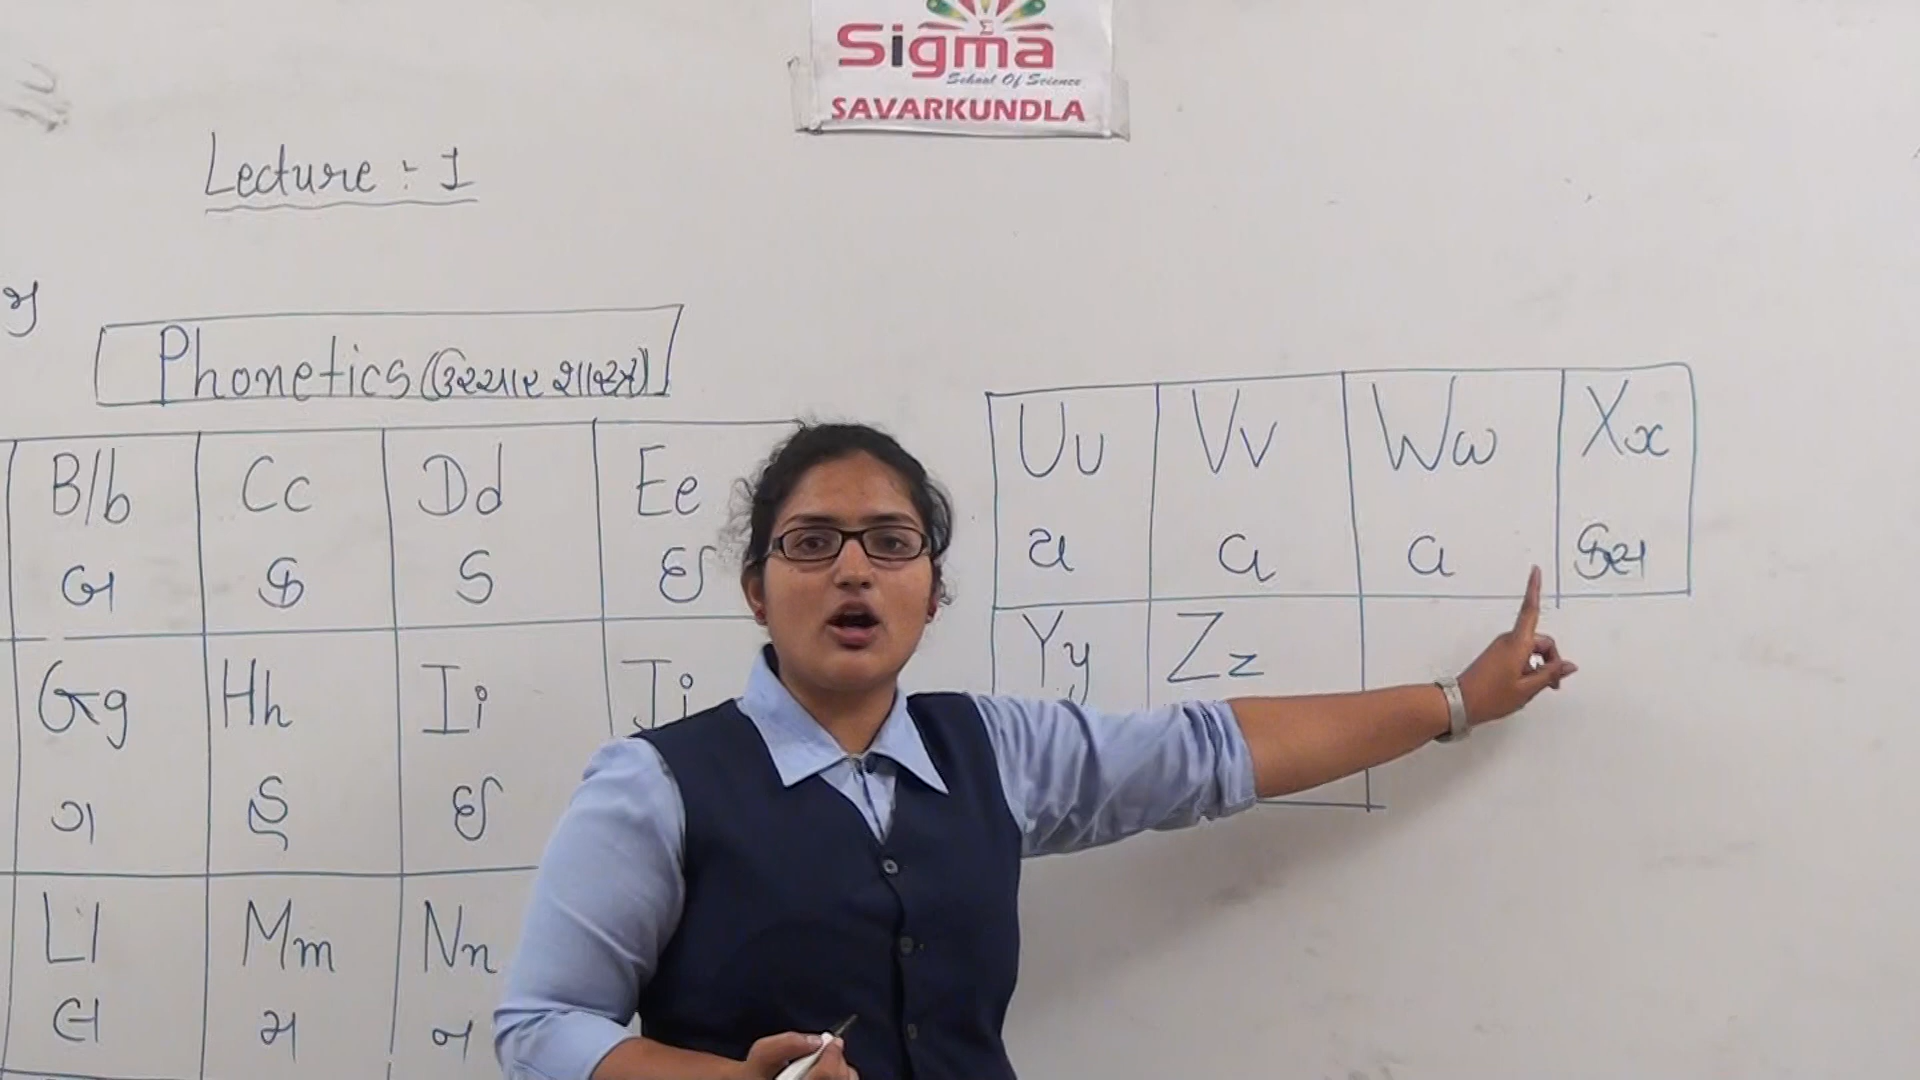 Sigma
School Of Science
SAVARKUNDLA
Lecture :- 1
Phonetics (ઉચ્ચાર શાસ્ત્ર)
B/b Cc Dd Ee
બ ક ડ ઈ
Gg Hh Ii Jj
ગ હ ઈ
Ll Mm Nn
લ મ ન
Uu Vv Ww Xx
વ વ
Yy Zz